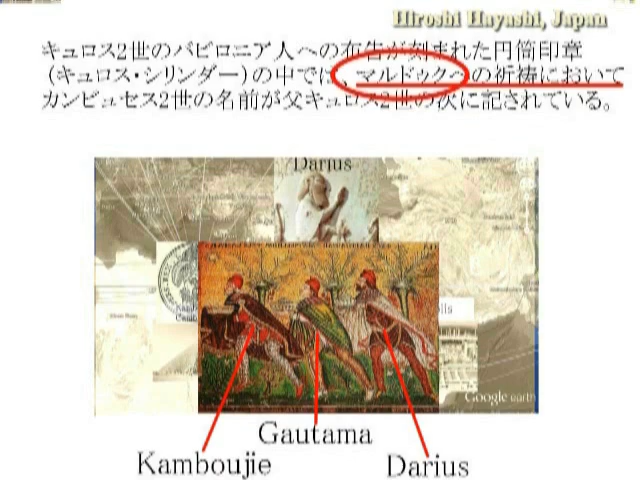 Hiroshi Hayashi, Japan
キュロス2世のバビロニア人への布告が刻まれた円筒印章
（キュロス・シリンダー）の中では、マルドゥクへの祈祷において
カンビュセス2世の名前が父キュロス2世の次に記されている。
Darius
Google earth
Gautama
Kamboujie
Darius